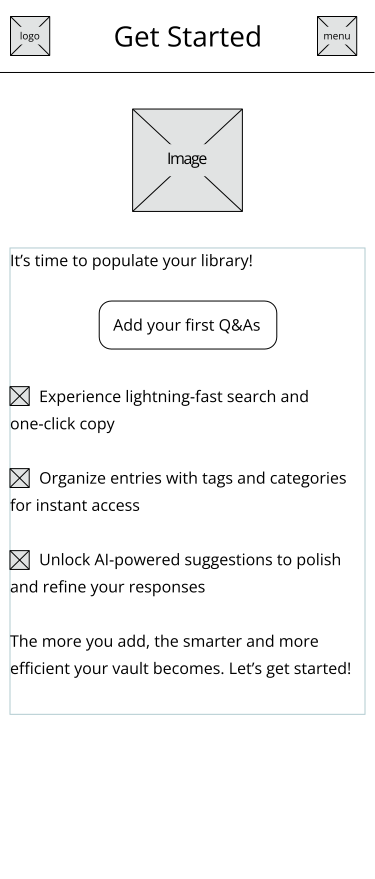 logo
Get Started
menu
Image
It’s time to populate your library!
Add your first Q&As
Experience lightning-fast search and
one-click copy
Organize entries with tags and categories
for instant access
Unlock AI-powered suggestions to polish
and refine your responses
The more you add, the smarter and more
efficient your vault becomes. Let’s get started!